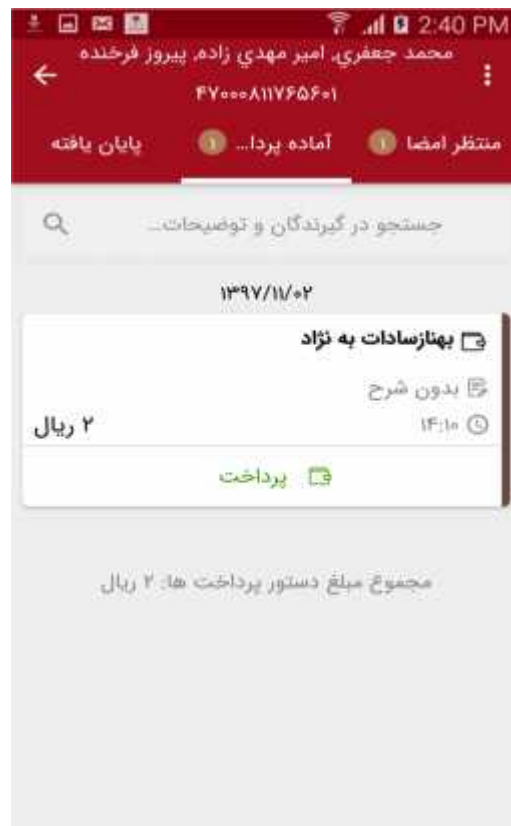 2:40 PM
محمد جعفري, امير مهدي زاده, پيروز فرخنده
۴۷۰۰۰۸۱۱۷۶۵۶۰۱
منتظر امضا ۱
آماده پردا... ۱
پایان یافته
جستجو در گیرندگان و توضیحات...
۱۳۹۷/۱۱/۰۲
بهنازسادات به نژاد
بدون شرح
۱۴:۱۰
۲ ریال
پرداخت
مجموع مبلغ دستور پرداخت ها: ۲ ریال